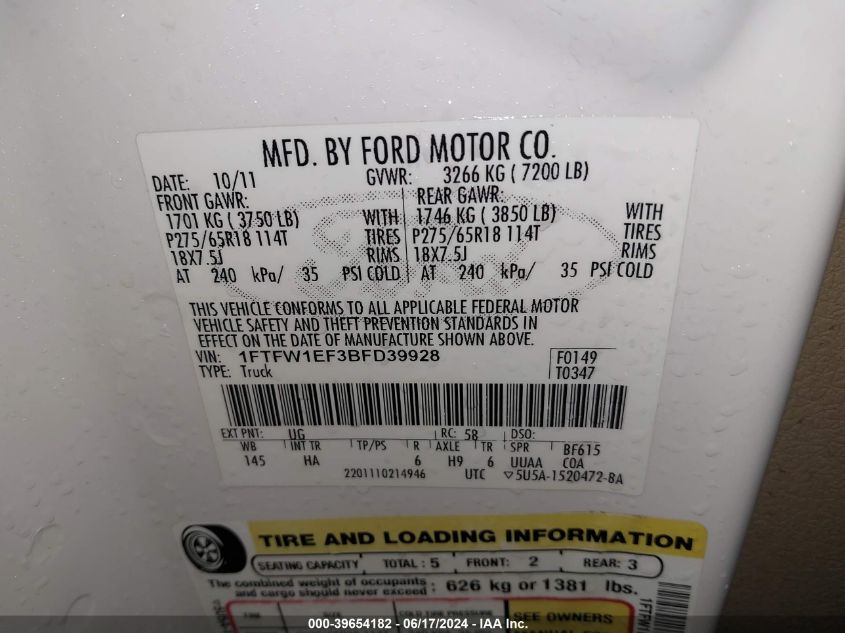 MFD. BY FORD MOTOR CO.
DATE: 10/11 GVWR: 3266 KG ( 7200 LB)
FRONT GAWR: REAR GAWR:
1701 KG ( 3750 LB) WITH 1746 KG ( 3850 LB) WITH
P275/65R18 114T TIRES P275/65R18 114T TIRES
18X7.5J RIMS 18X7.5J RIMS
AT 240 kPa/ 35 PSI COLD AT 240 kPa/ 35 PSI COLD
THIS VEHICLE CONFORMS TO ALL APPLICABLE FEDERAL MOTOR
VEHICLE SAFETY AND THEFT PREVENTION STANDARDS IN
EFFECT ON THE DATE OF MANUFACTURE SHOWN ABOVE.
VIN: 1FTFW1EF3BFD39928 F0149
TYPE: Truck T0347
EXT PNT: UG RC: 58 DSO:
WB INT TR TP/PS R AXLE TR SPR BF615
145 HA 6 H9 6 UUAA COA
2201110214946 UTC ▽5U5A-1520472-BA
TIRE AND LOADING INFORMATION
SEATING CAPACITY TOTAL : 5 FRONT: 2 REAR: 3
The combined weight of occupants
and cargo should never exceed : 626 kg or 1381 lbs.
TIRE SIZE COLD TIRE PRESSURE SEE OWNERS
MANUAL FOR
000-39654182 - 06/17/2024 - IAA Inc.